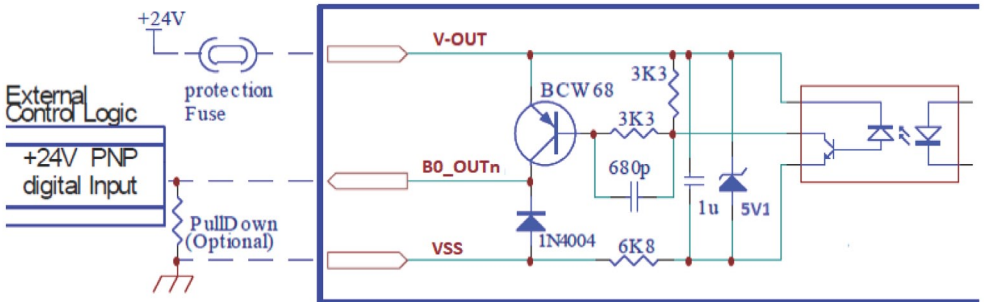 +24V
protection
Fuse
External
Control Logic
+24V PNP
digital Input
PullDown
(Optional)
V-OUT
B0_OUTn
VSS
BCW68
3K3
3K3
680p
1u
5V1
1N4004
6K8